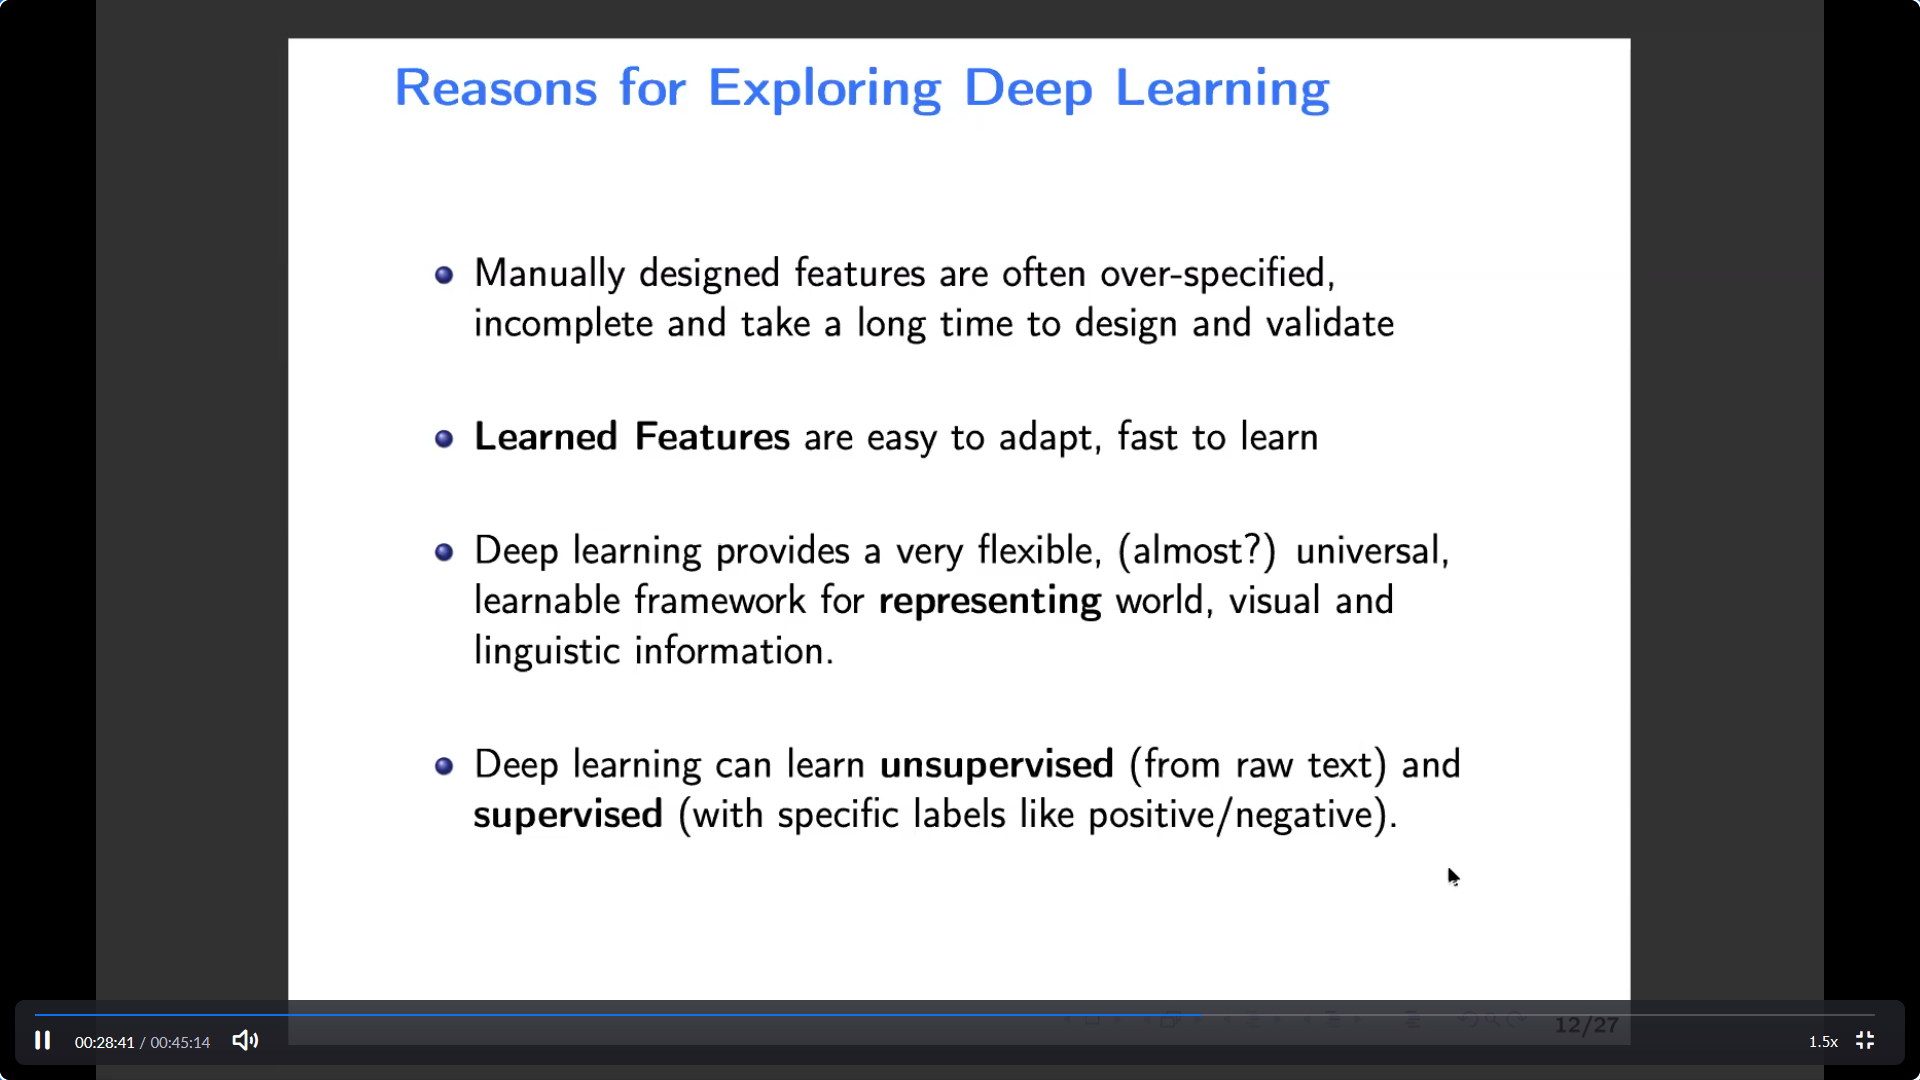 Reasons for Exploring Deep Learning
Manually designed features are often over-specified,
incomplete and take a long time to design and validate
Learned Features are easy to adapt, fast to learn
Deep learning provides a very flexible, (almost?) universal,
learnable framework for representing world, visual and
linguistic information.
Deep learning can learn unsupervised (from raw text) and
supervised (with specific labels like positive/negative).
12/27
00:28:41 / 00:45:14
1.5x